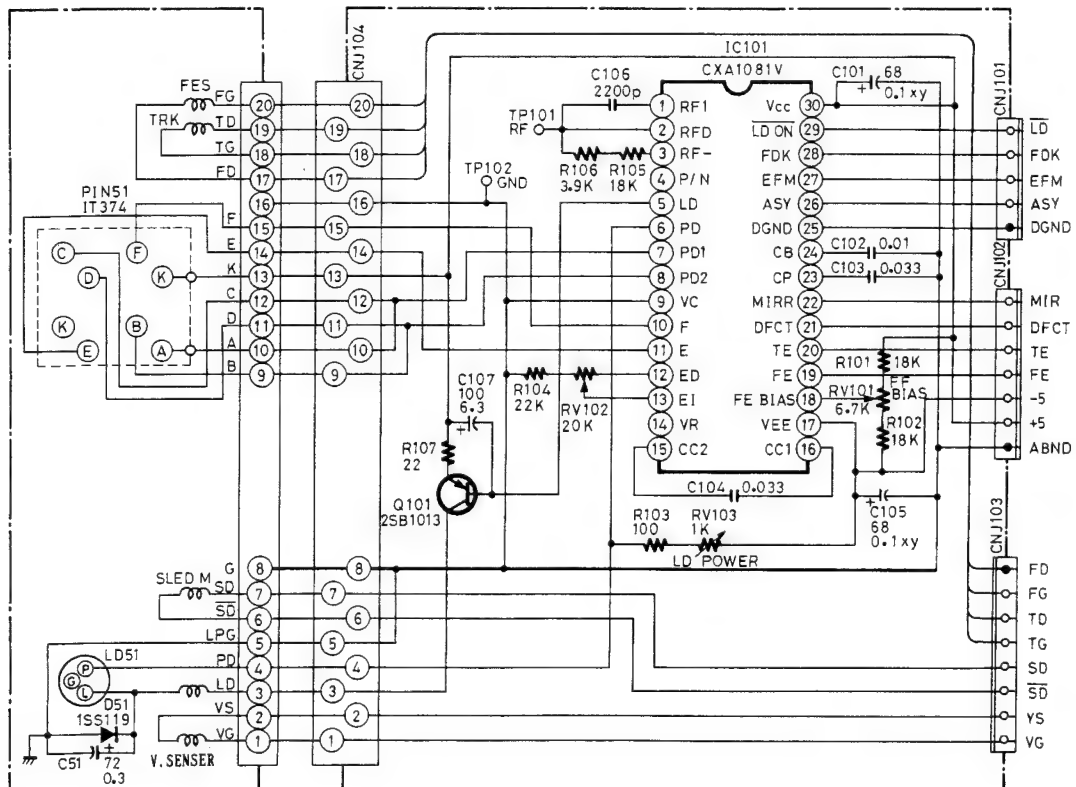 CNJ104
IC101
CXA1081V
FES
FG
20
20
TRK
TD
19
19
TG
18
18
FD
17
17
16
16
PIN51
IT374
F
15
15
E
14
14
K
13
13
C
12
12
D
11
11
A
10
10
B
9
9
C
F
D
K
K
B
E
A
C106
2200p
TP101
RF
R106
3.9K
R105
18K
TP102
GND
1 RF1
2 RFD
3 RF-
4 P/N
5 LD
6 PD
7 PD1
8 PD2
9 VC
10 F
11 E
12 ED
13 EI
14 VR
15 CC2
Vcc 30
LD ON 29
FDK 28
EFM 27
ASY 26
DGND 25
CB 24
CP 23
MIRR 22
DFCT 21
TE 20
FE 19
FE BIAS 18
VEE 17
CC1 16
C101
+
68
0.1xy
C102 0.01
C103 0.033
R101
18K
RV101
6.7K
FF
BIAS
R102
18K
C107
100
6.3
+
R104
22K
RV102
20K
R107
22
Q101
2SB1013
C104 0.033
R103
100
RV103
1K
LD POWER
+
C105
68
0.1xy
CNJ101
LD
FDK
EFM
ASY
DGND
CNJ102
MIR
DFCT
TE
FE
-5
+5
ABND
CNJ103
FD
FG
TD
TG
SD
SD
VS
VG
G
8
8
SLED M
SD
7
7
SD
6
6
LPG
5
5
PD
4
4
LD
3
3
VS
2
2
VG
1
1
LD51
P
G
L
D51
1SS119
C51
+
72
0.3
V.SENSER